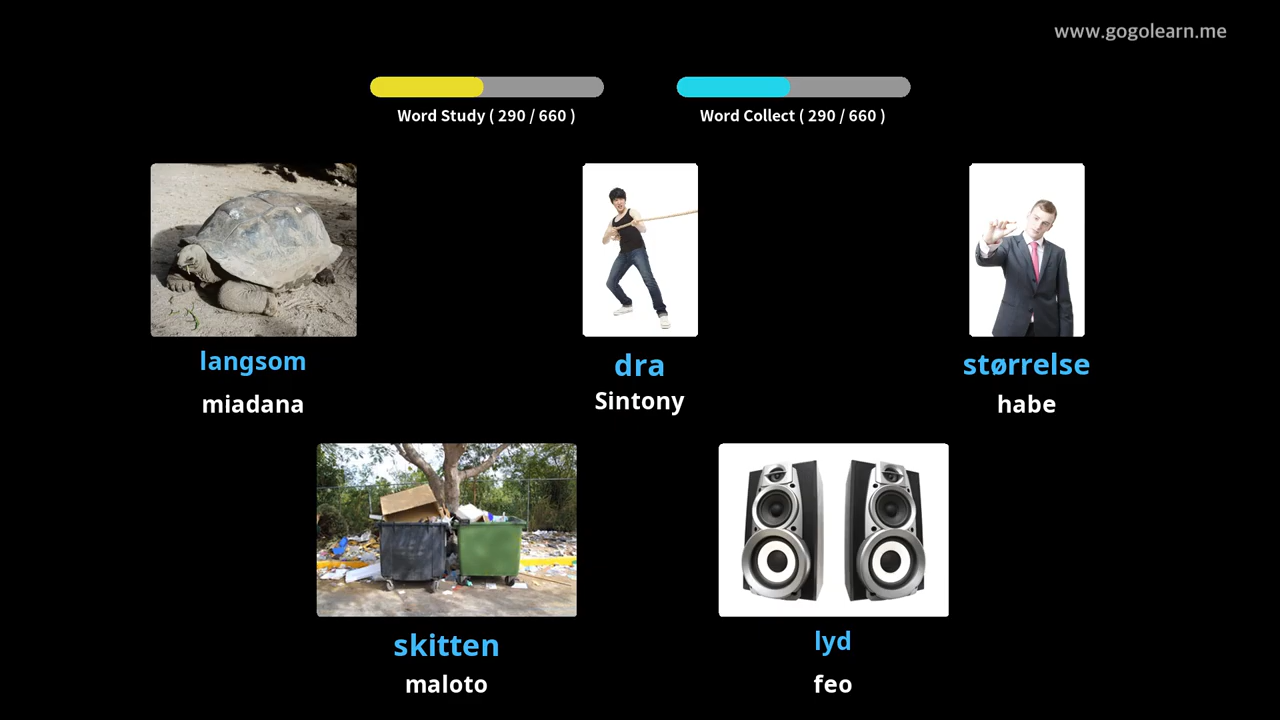 www.gogolearn.me
Word Study ( 290 / 660 )
Word Collect ( 290 / 660 )
langsom
miadana
dra
Sintony
størrelse
habe
skitten
maloto
lyd
feo